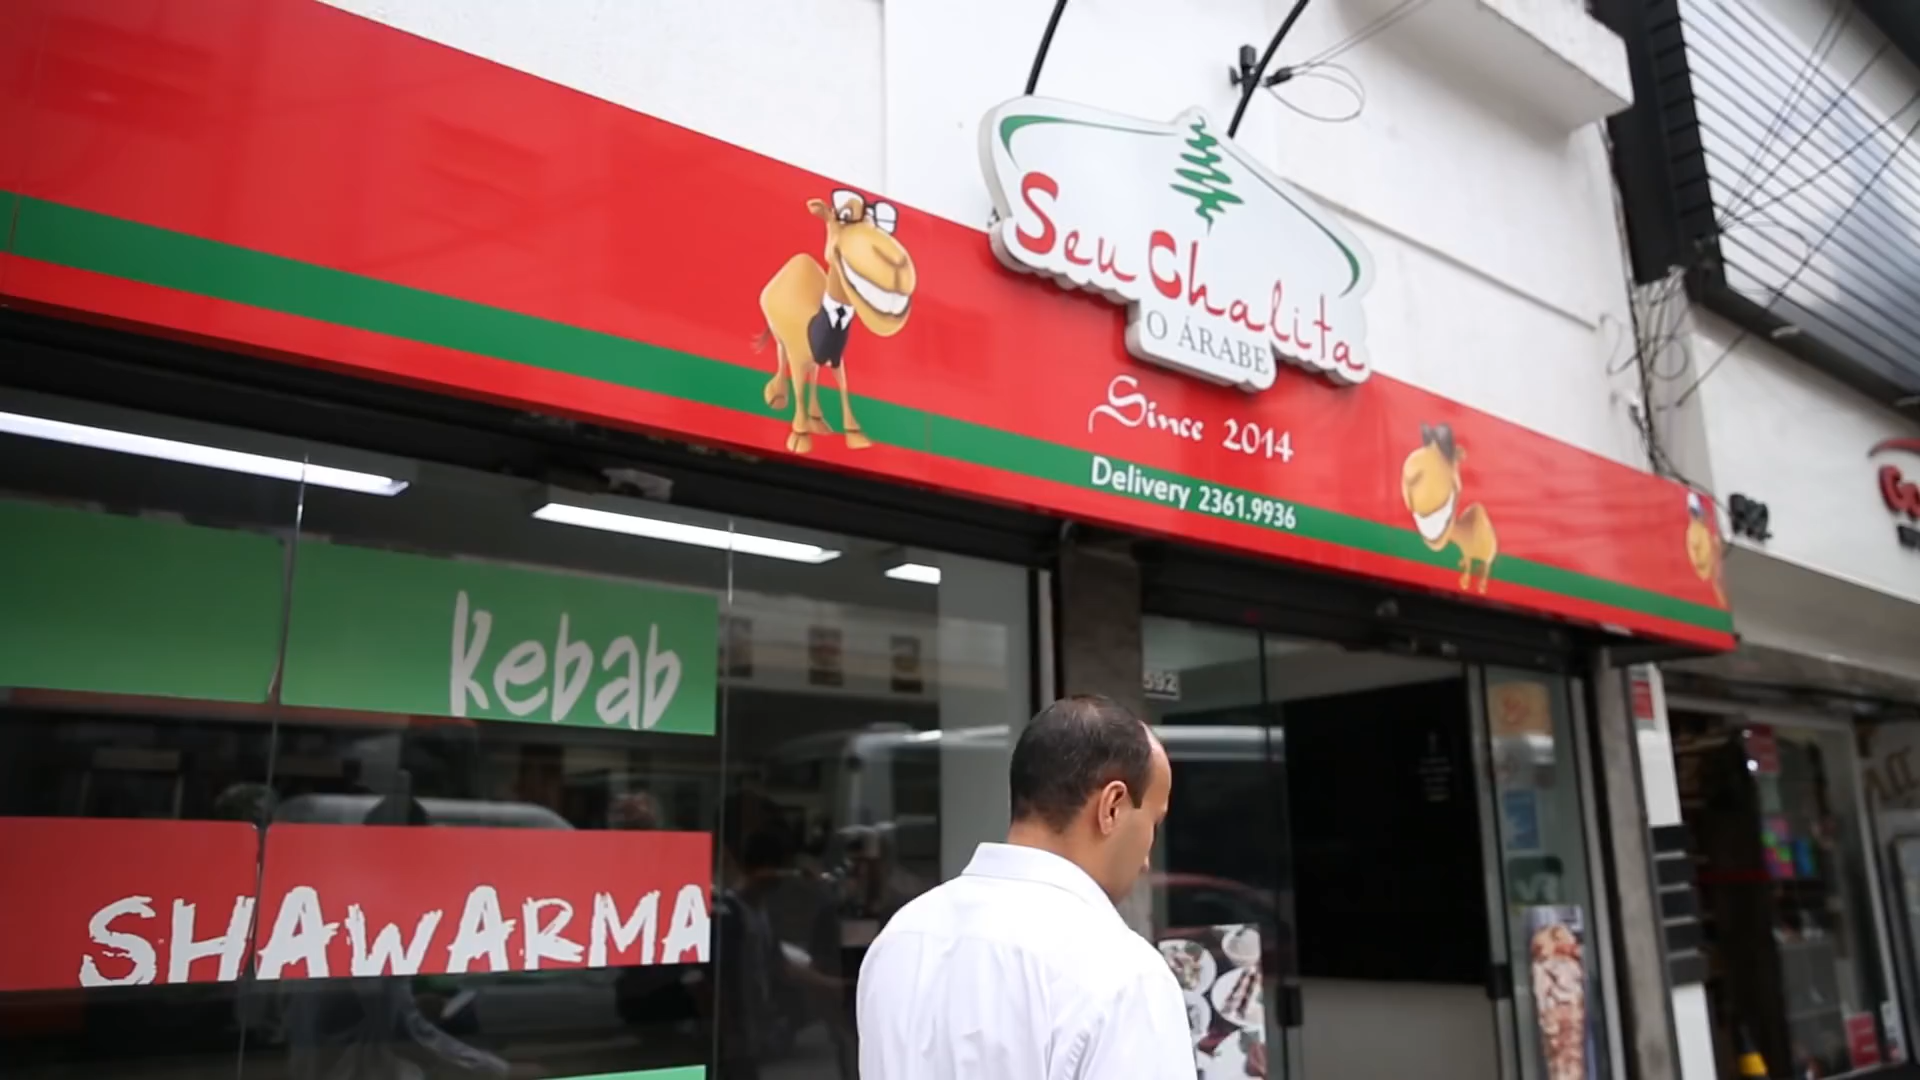 Seu Chalita
O ÁRABE
Since 2014
Delivery 2361.9936
Kebab
592
SHAWARMA